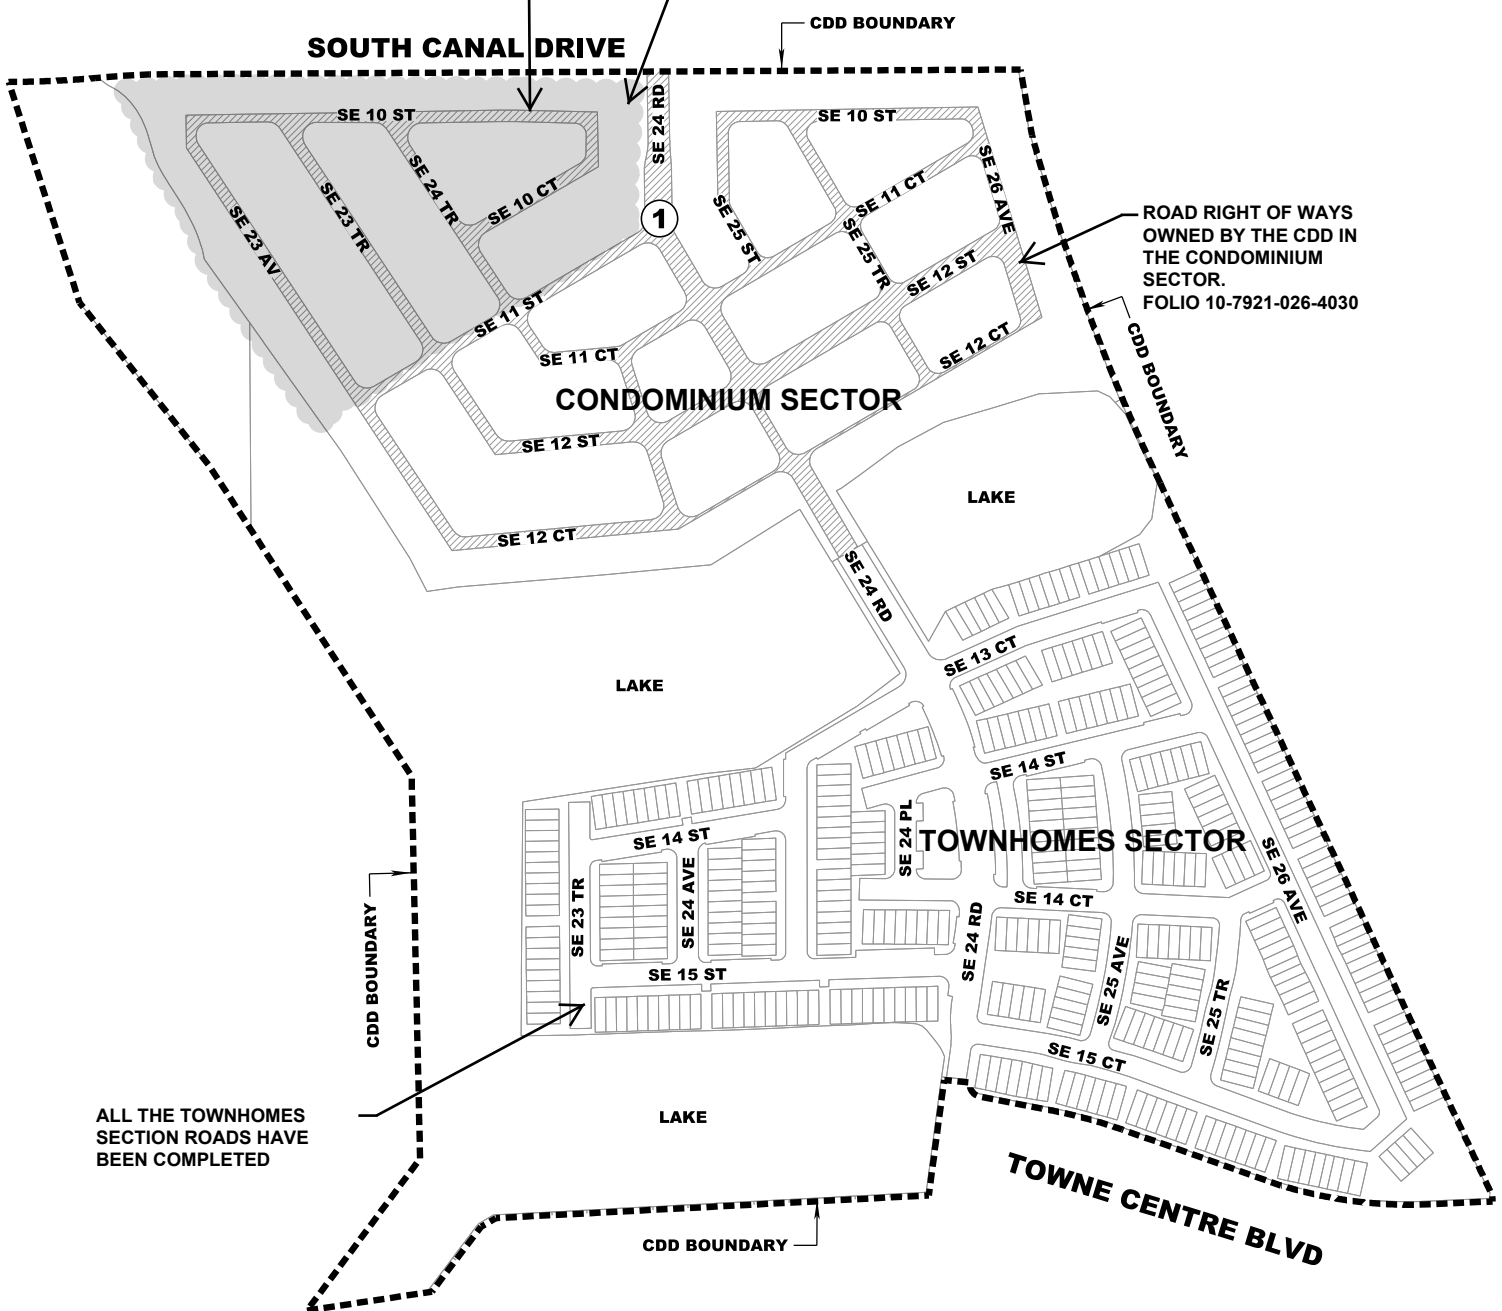 CDD BOUNDARY
SOUTH CANAL DRIVE
SE 10 ST
SE 24 RD
SE 10 ST
SE 24 TR
SE 10 CT
SE 23 TR
SE 23 AV
1
SE 26 AVE
SE 11 CT
SE 25 ST
SE 25 TR
SE 12 ST
ROAD RIGHT OF WAYS
OWNED BY THE CDD IN
THE CONDOMINIUM
SECTOR.
FOLIO 10-7921-026-4030
SE 11 ST
SE 11 CT
SE 12 CT
CDD BOUNDARY
CONDOMINIUM SECTOR
SE 12 ST
LAKE
SE 12 CT
SE 24 RD
SE 13 CT
LAKE
SE 14 ST
SE 14 ST
SE 24 PL
TOWNHOMES SECTOR
SE 26 AVE
SE 23 TR
SE 24 AVE
SE 14 CT
SE 24 RD
CDD BOUNDARY
SE 15 ST
SE 25 AVE
SE 25 TR
SE 15 CT
ALL THE TOWNHOMES
SECTION ROADS HAVE
BEEN COMPLETED
LAKE
TOWNE CENTRE BLVD
CDD BOUNDARY